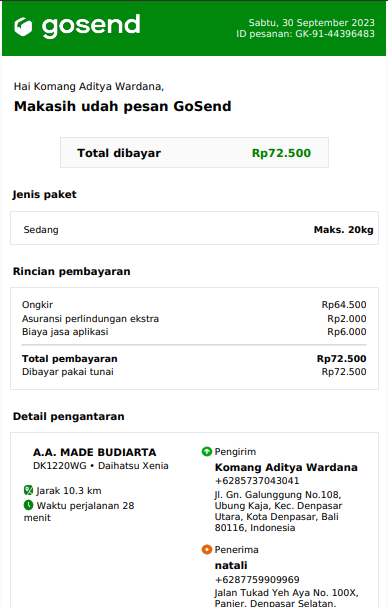 gosend
Sabtu, 30 September 2023
ID pesanan: GK-91-44396483
Hai Komang Aditya Wardana,
Makasih udah pesan GoSend
Total dibayar Rp72.500
Jenis paket
Sedang Maks. 20kg
Rincian pembayaran
Ongkir Rp64.500
Asuransi perlindungan ekstra Rp2.000
Biaya jasa aplikasi Rp6.000
Total pembayaran Rp72.500
Dibayar pakai tunai Rp72.500
Detail pengantaran
A.A. MADE BUDIARTA
DK1220WG • Daihatsu Xenia
Jarak 10.3 km
Waktu perjalanan 28
menit
Pengirim
Komang Aditya Wardana
+6285737043041
Jl. Gn. Galunggung No.108,
Ubung Kaja, Kec. Denpasar
Utara, Kota Denpasar, Bali
80116, Indonesia
Penerima
natali
+6287759909969
Jalan Tukad Yeh Aya No. 100X,
Panjer, Denpasar Selatan,